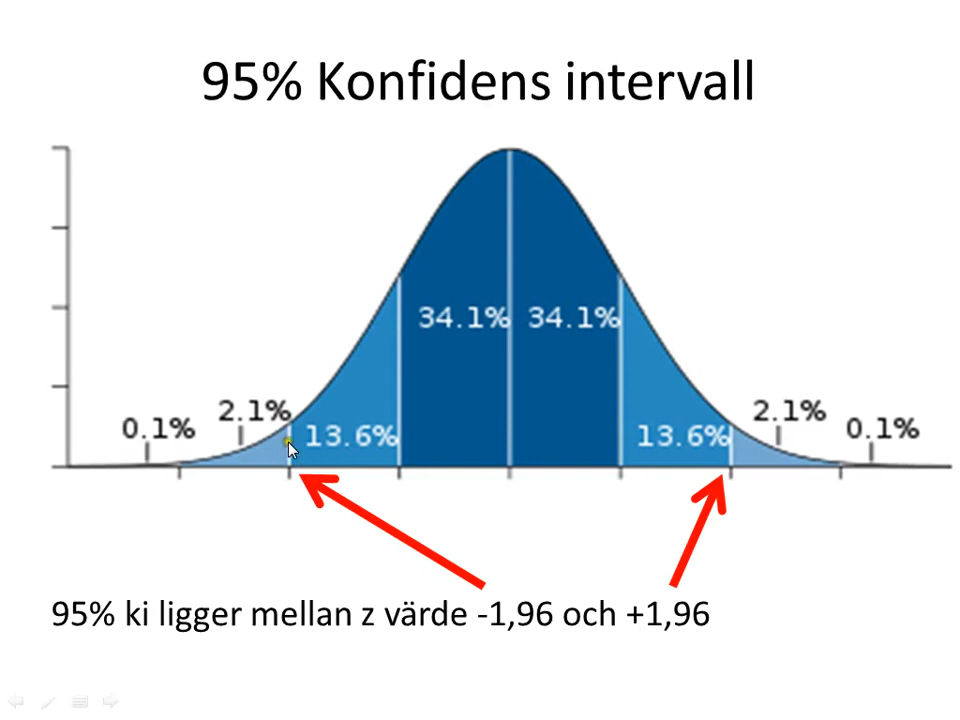 95% Konfidens intervall
34.1% 34.1%
0.1% 2.1% 13.6% 13.6% 2.1% 0.1%
95% ki ligger mellan z värde -1,96 och +1,96